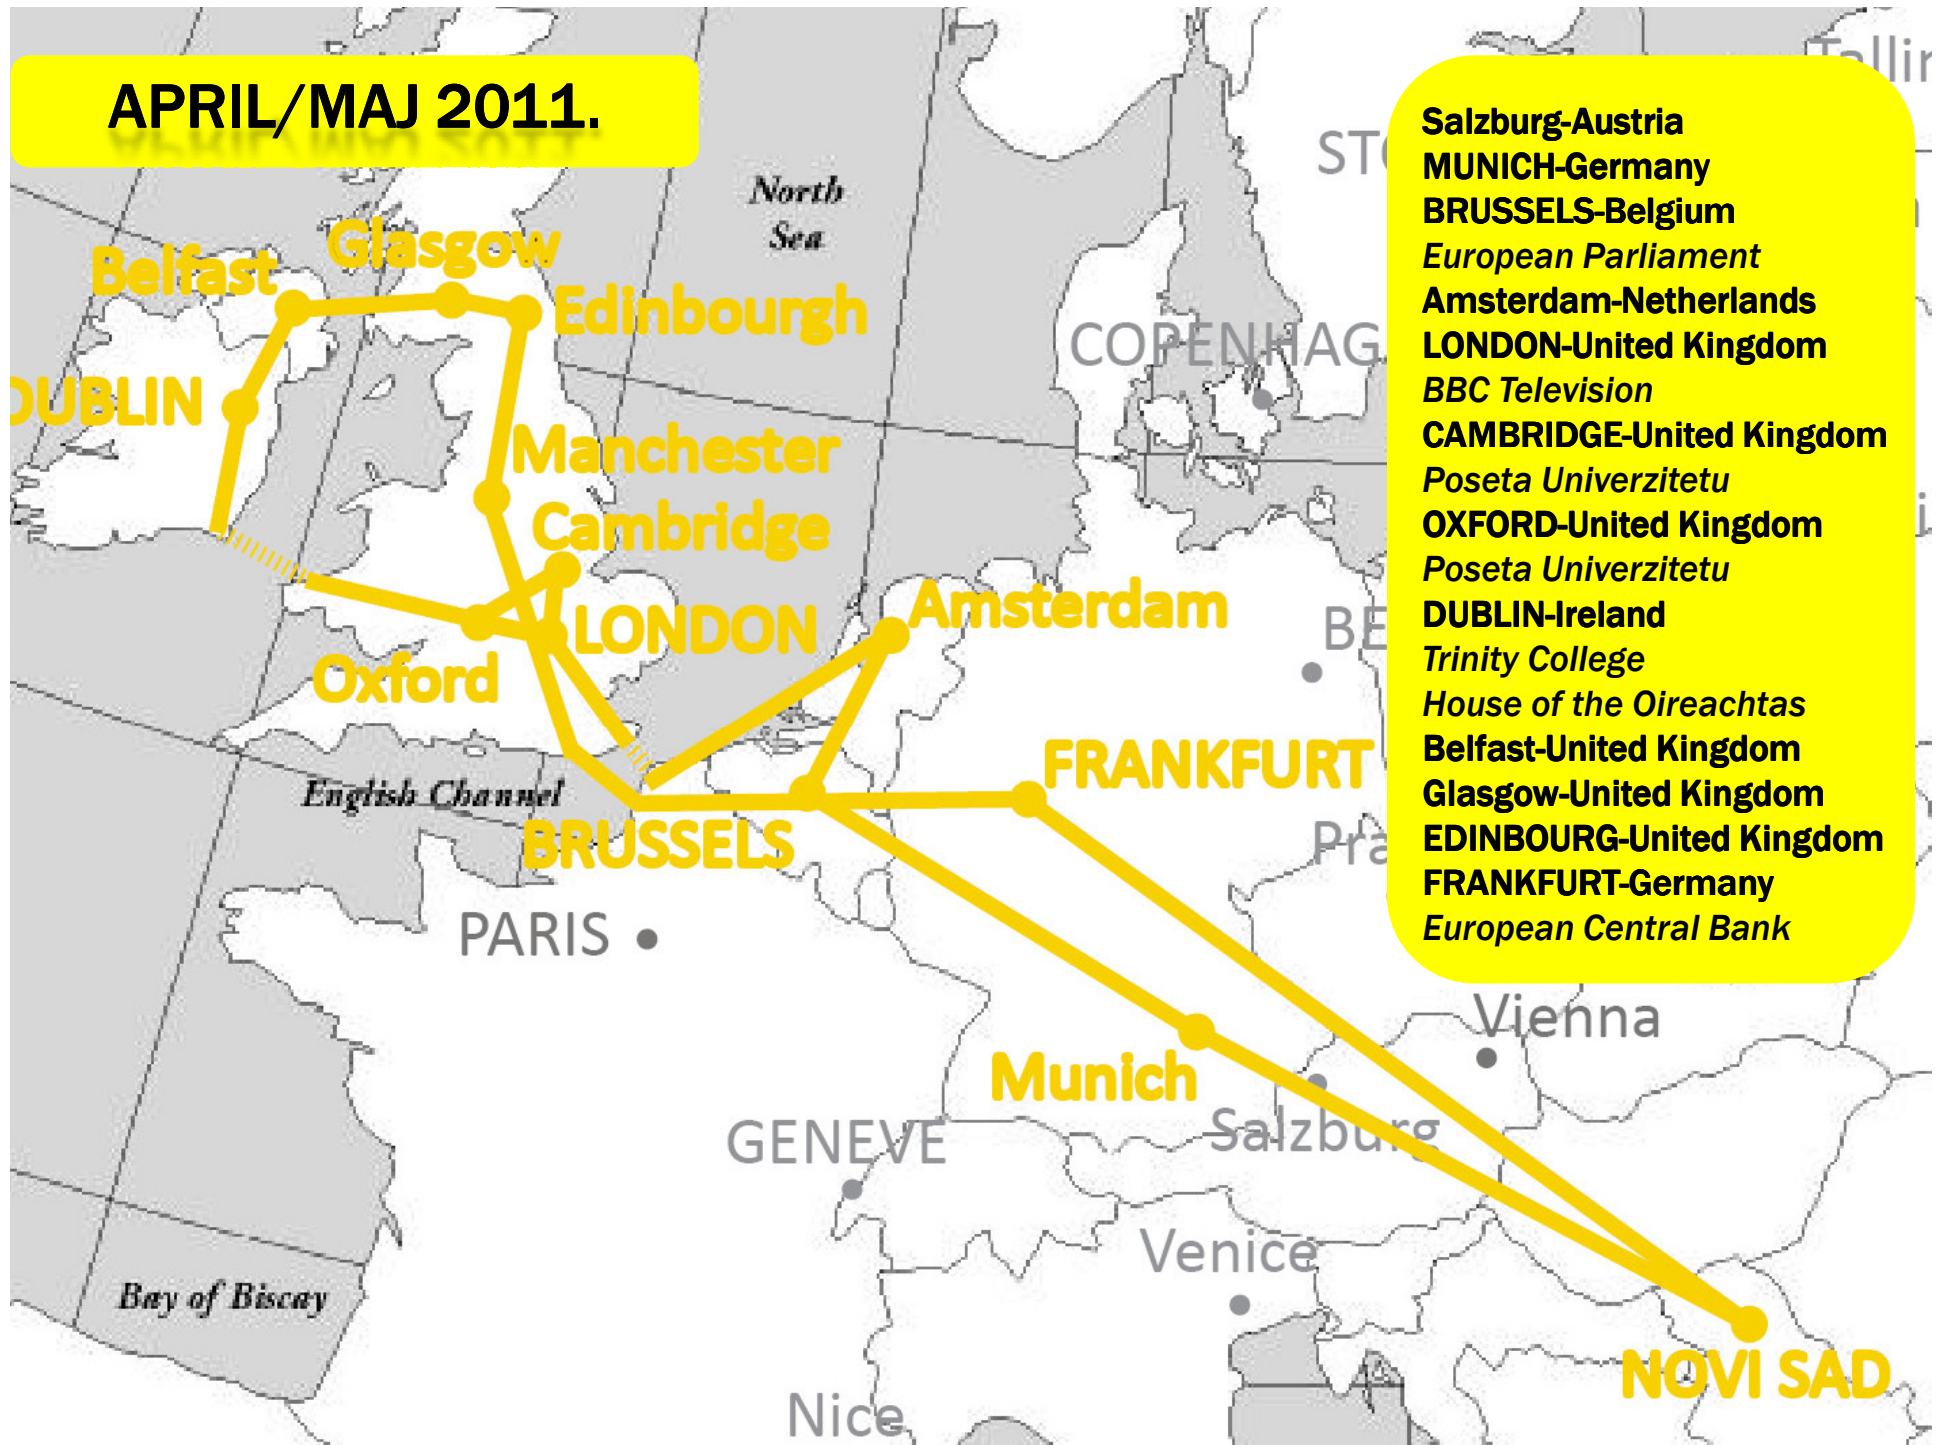 APRIL/MAJ 2011.
Salzburg-Austria
MUNICH-Germany
BRUSSELS-Belgium
European Parliament
Amsterdam-Netherlands
LONDON-United Kingdom
BBC Television
CAMBRIDGE-United Kingdom
Poseta Univerzitetu
OXFORD-United Kingdom
Poseta Univerzitetu
DUBLIN-Ireland
Trinity College
House of the Oireachtas
Belfast-United Kingdom
Glasgow-United Kingdom
EDINBOURG-United Kingdom
FRANKFURT-Germany
European Central Bank
North
Sea
Glasgow
Belfast
Edinbourgh
COPENHAG
DUBLIN
Manchester
Cambridge
Amsterdam
LONDON
Oxford
FRANKFURT
English Channel
BRUSSELS
PARIS
Vienna
Munich
Salzburg
GENEVE
Venice
Bay of Biscay
NOVI SAD
Nice